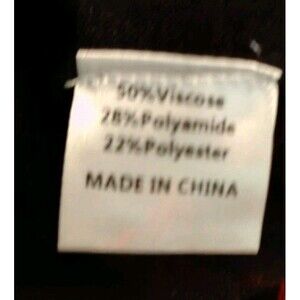 50%Viscose
28%Polyamide
22%Polyester
MADE IN CHINA